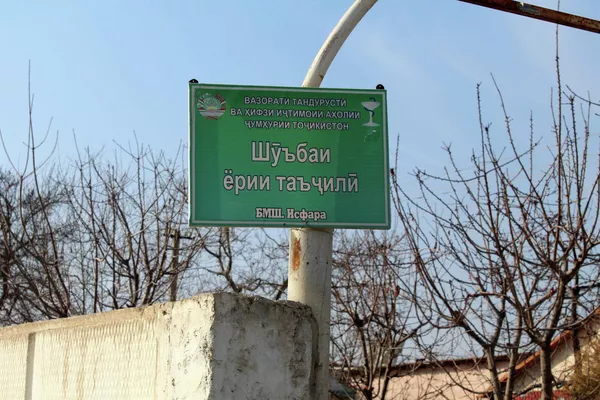 ВАЗОРАТИ ТАНДУРУСТӢ
ВА ҲИФЗИ ИҶТИМОИИ АҲОЛИИ
ҶУМҲУРИИ ТОҶИКИСТОН
Шӯъбаи
ёрии таъҷилӣ
БМШ. Исфара